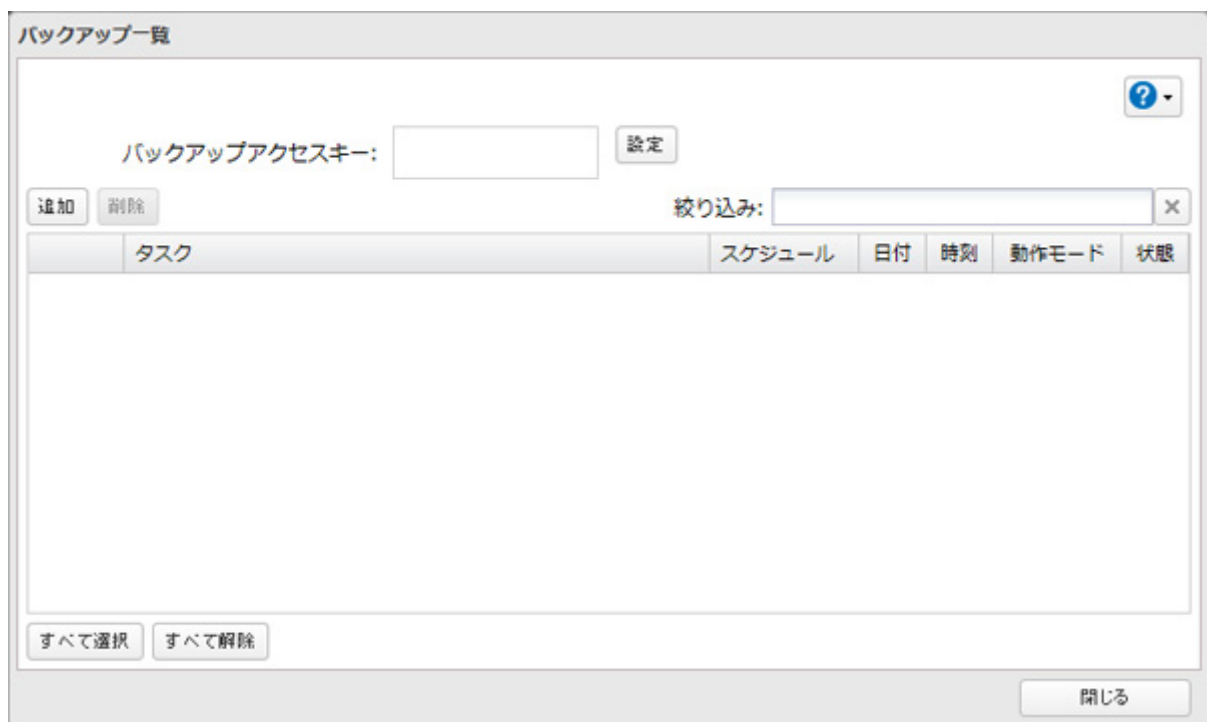 バックアップ一覧
?
バックアップアクセスキー: 設定
追加 削除 絞り込み: ×
タスク スケジュール 日付 時刻 動作モード 状態
すべて選択 すべて解除
閉じる